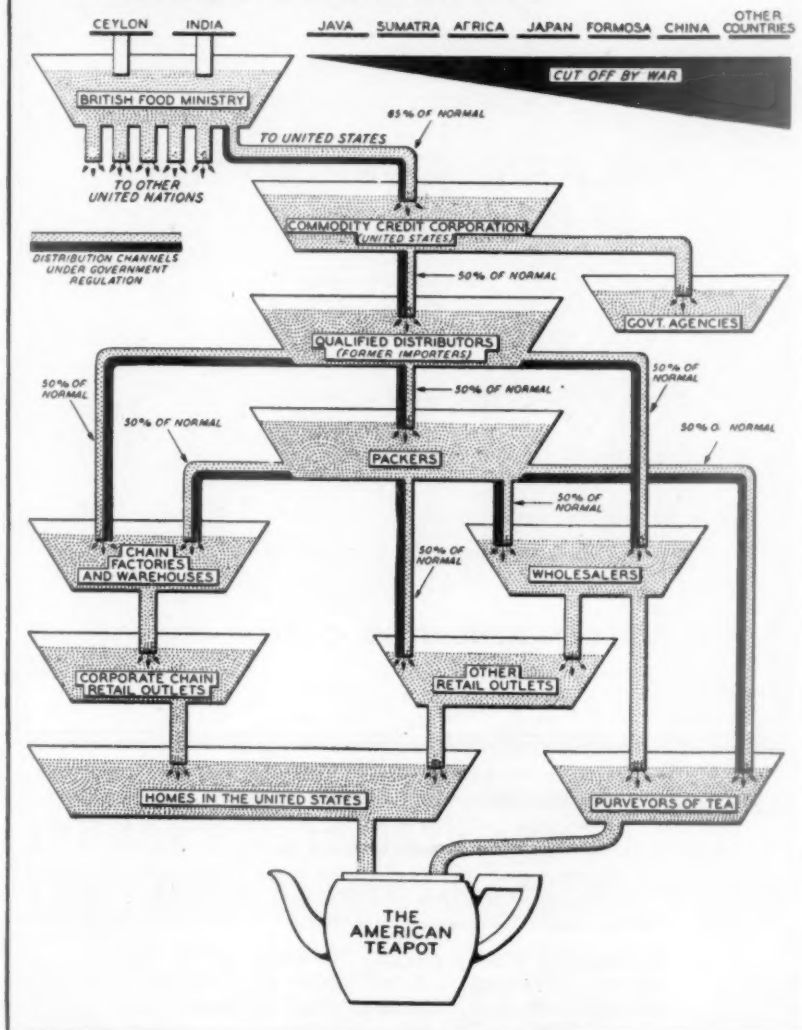 CEYLON
INDIA
JAVA
SUMATRA
AFRICA
JAPAN
FORMOSA
CHINA
OTHER
COUNTRIES
CUT OFF BY WAR
BRITISH FOOD MINISTRY
85% OF NORMAL
TO UNITED STATES
TO OTHER
UNITED NATIONS
COMMODITY CREDIT CORPORATION
(UNITED STATES)
DISTRIBUTION CHANNELS
UNDER GOVERNMENT
REGULATION
50% OF NORMAL
GOVT. AGENCIES
QUALIFIED DISTRIBUTORS
(FORMER IMPORTERS)
50% OF
NORMAL
50% OF NORMAL
50% OF
NORMAL
50% OF NORMAL
50% O. NORMAL
PACKERS
50% OF
NORMAL
50% OF
NORMAL
CHAIN
FACTORIES
AND WAREHOUSES
WHOLESALERS
CORPORATE CHAIN
RETAIL OUTLETS
OTHER
RETAIL OUTLETS
HOMES IN THE UNITED STATES
PURVEYORS OF TEA
THE
AMERICAN
TEAPOT